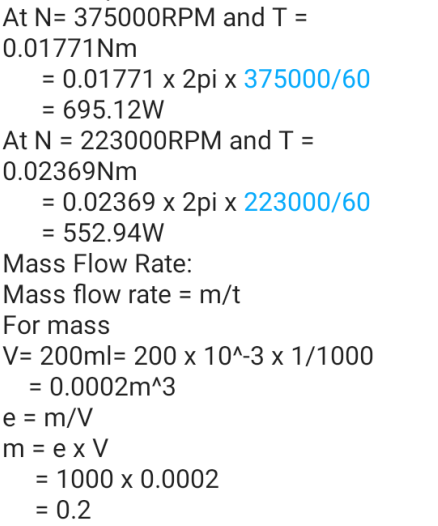 At N= 375000RPM and T =
0.01771Nm
= 0.01771 x 2pi x 375000/60
= 695.12W
At N = 223000RPM and T =
0.02369Nm
= 0.02369 x 2pi x 223000/60
= 552.94W
Mass Flow Rate:
Mass flow rate = m/t
For mass
V= 200ml= 200 x 10^-3 x 1/1000
= 0.0002m^3
e = m/V
m = e x V
= 1000 x 0.0002
= 0.2